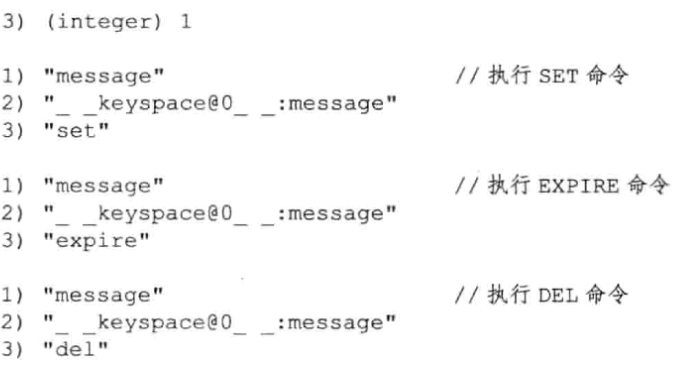 3) (integer) 1
1) "message" // 执行 SET 命令
2) "_ _keyspace@0_ _:message"
3) "set"
1) "message" // 执行 EXPIRE 命令
2) "_ _keyspace@0_ _:message"
3) "expire"
1) "message" // 执行 DEL 命令
2) "_ _keyspace@0_ _:message"
3) "del"